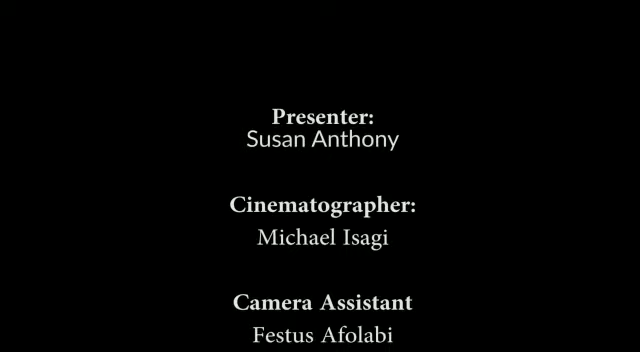 Presenter:
Susan Anthony
Cinematographer:
Michael Isagi
Camera Assistant
Festus Afolabi